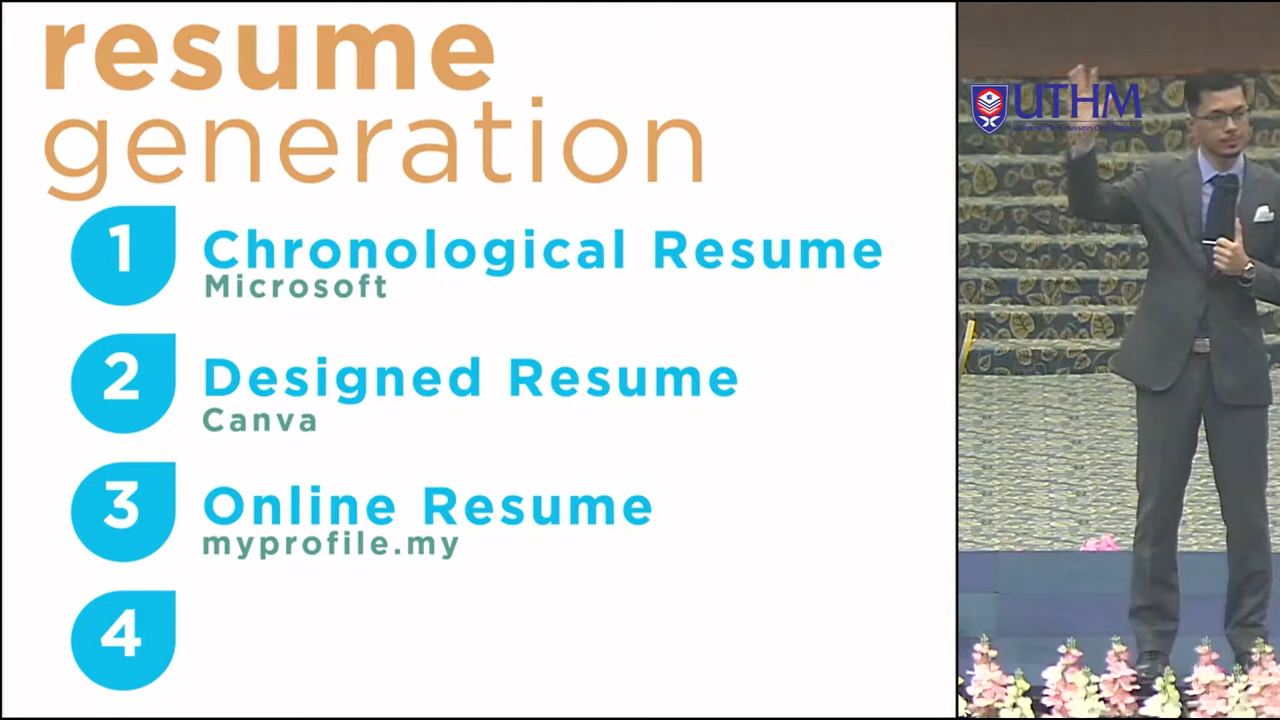 resume
generation
1
Chronological Resume
Microsoft
2
Designed Resume
Canva
3
Online Resume
myprofile.my
4
UTHM